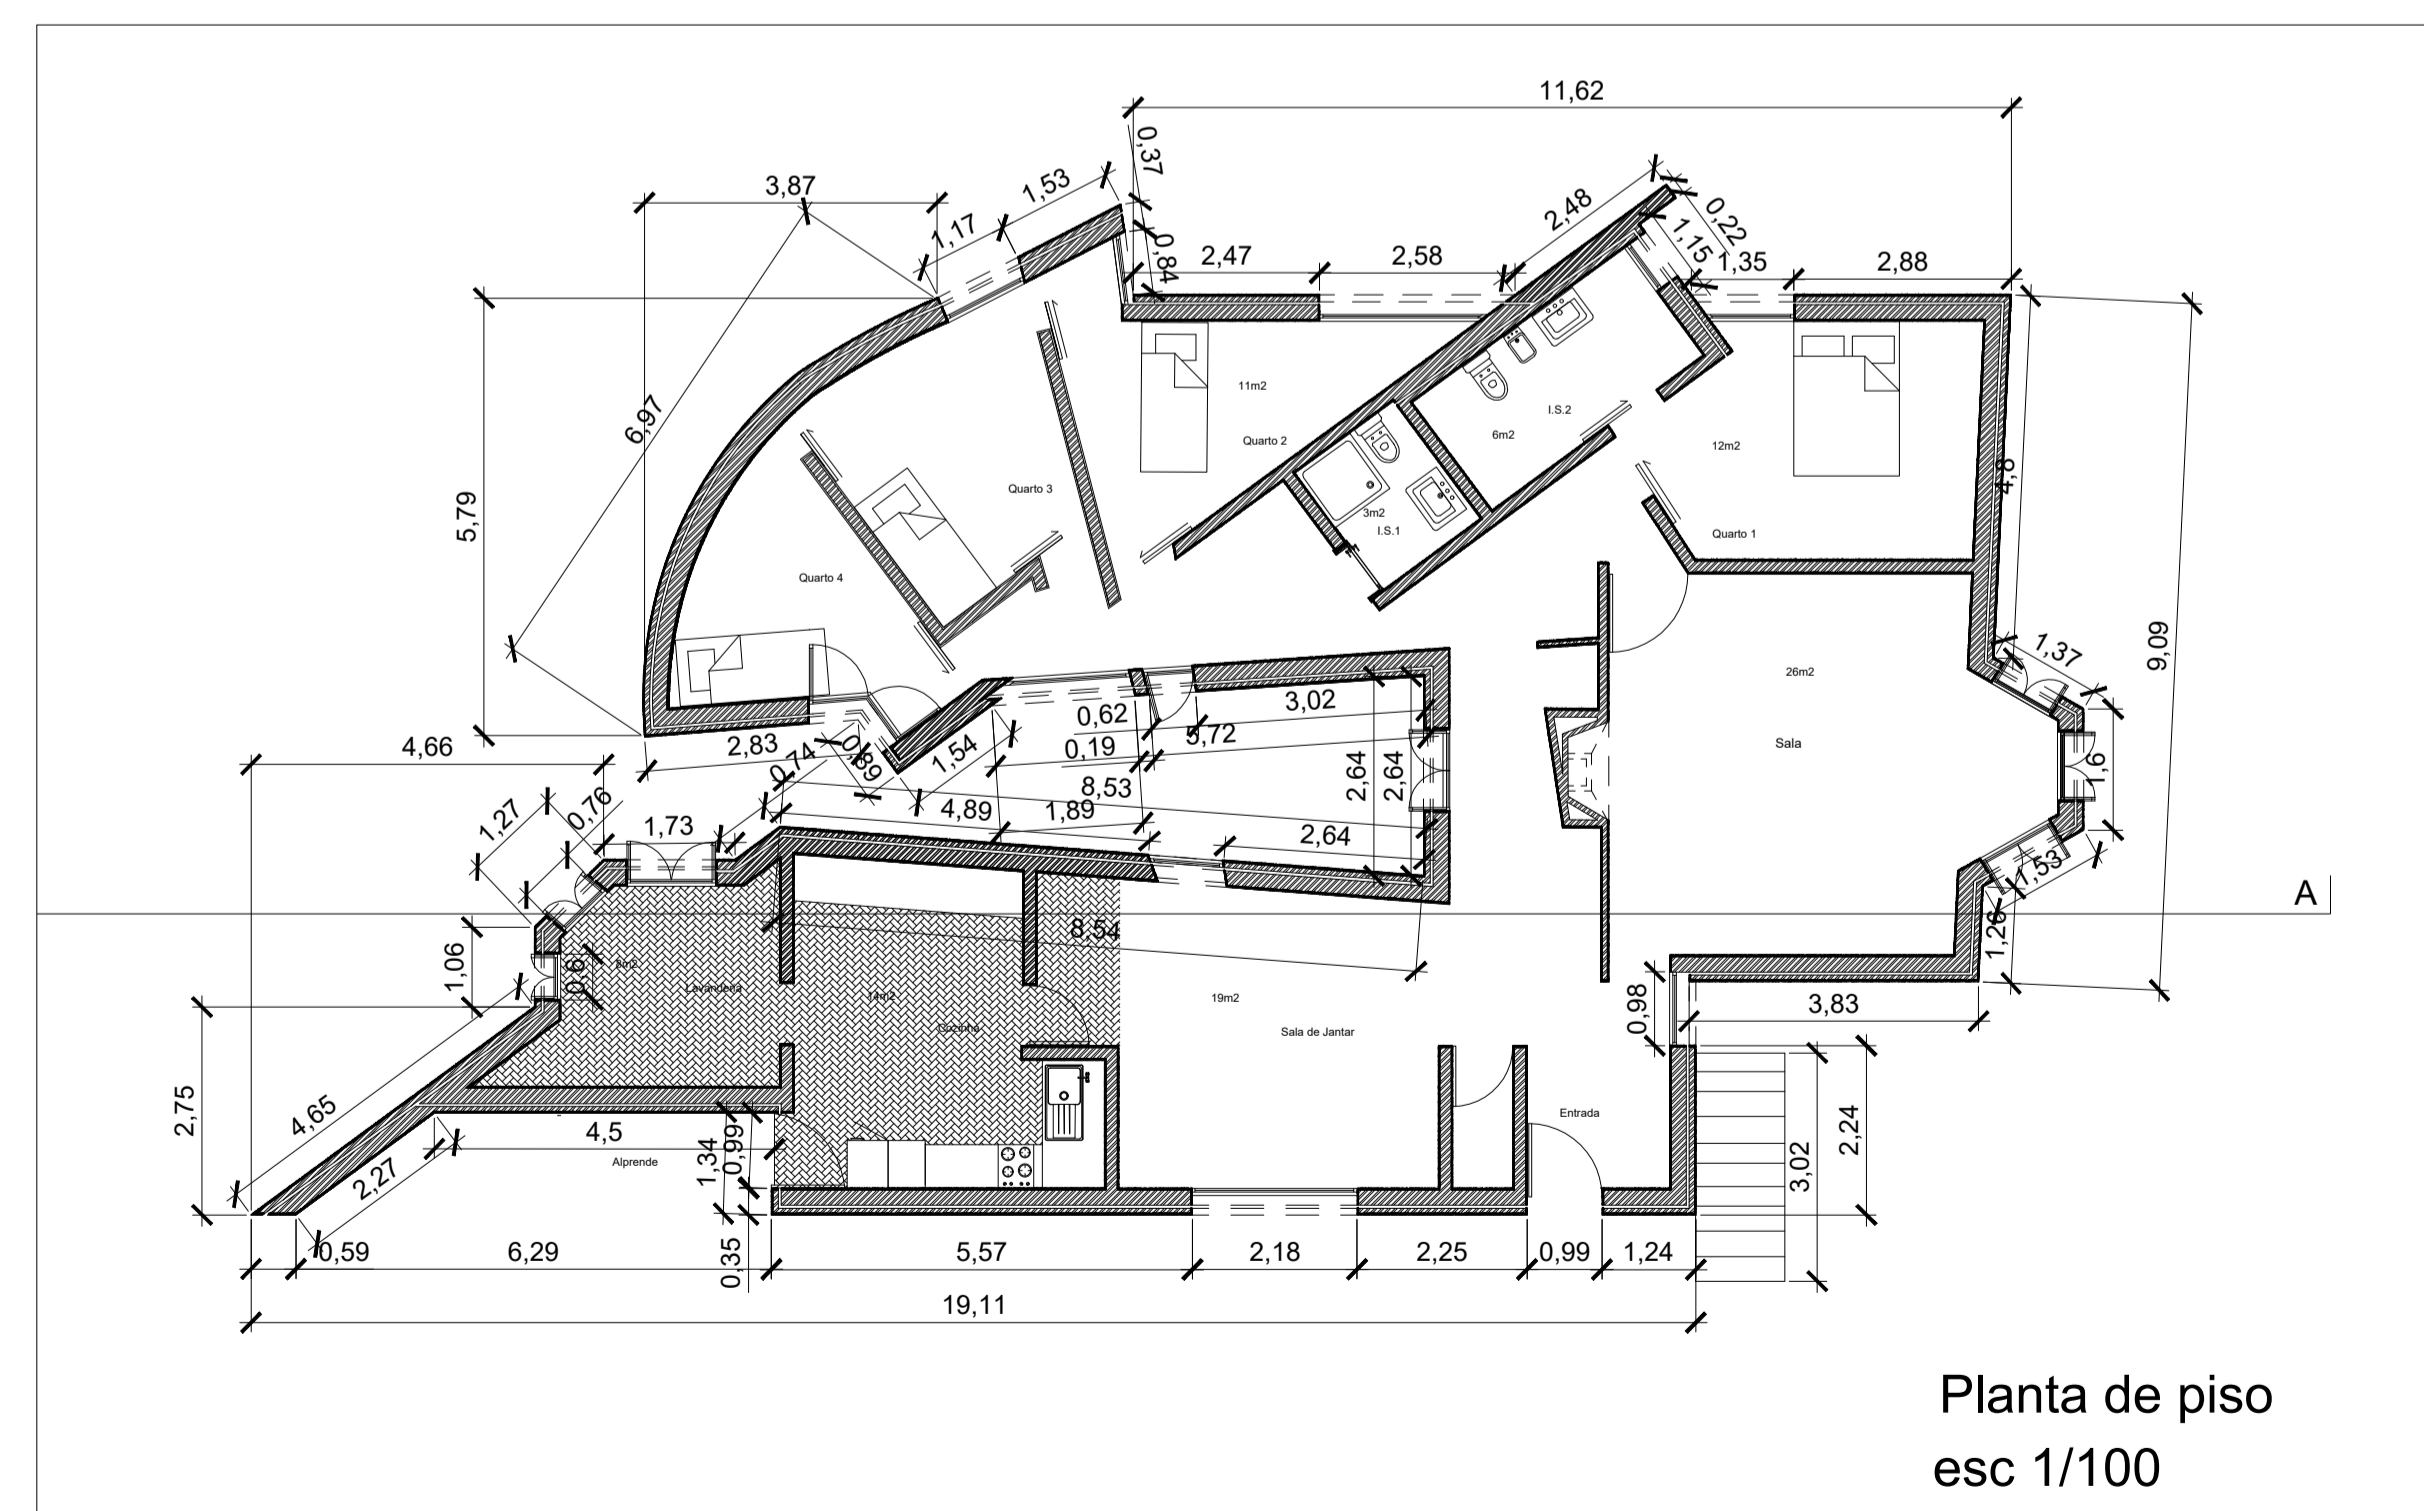 11,62
0,37
3,87
1,53
1,17
0,84
2,47
2,58
2,48
0,22
1,15
1,35
2,88
6,97
5,79
11m2
Quarto 2
I.S.2
6m2
12m2
4,8
Quarto 3
3m2
I.S.1
Quarto 1
Quarto 4
1,37
9,09
26m2
Sala
1,6
1,53
4,66
2,83
0,74
0,89
1,54
0,62
3,02
0,19
5,72
8,53
4,89
1,89
2,64
2,64
2,64
1,27
0,76
1,73
A
8,54
1,06
0,6
8m2
Lavanderia
14m2
Cozinha
19m2
Sala de Jantar
0,98
3,83
1,26
2,75
4,65
4,5
2,27
Alprende
1,34
0,99
Entrada
3,02
2,24
0,59
6,29
0,35
5,57
2,18
2,25
0,99
1,24
19,11
Planta de piso
esc 1/100